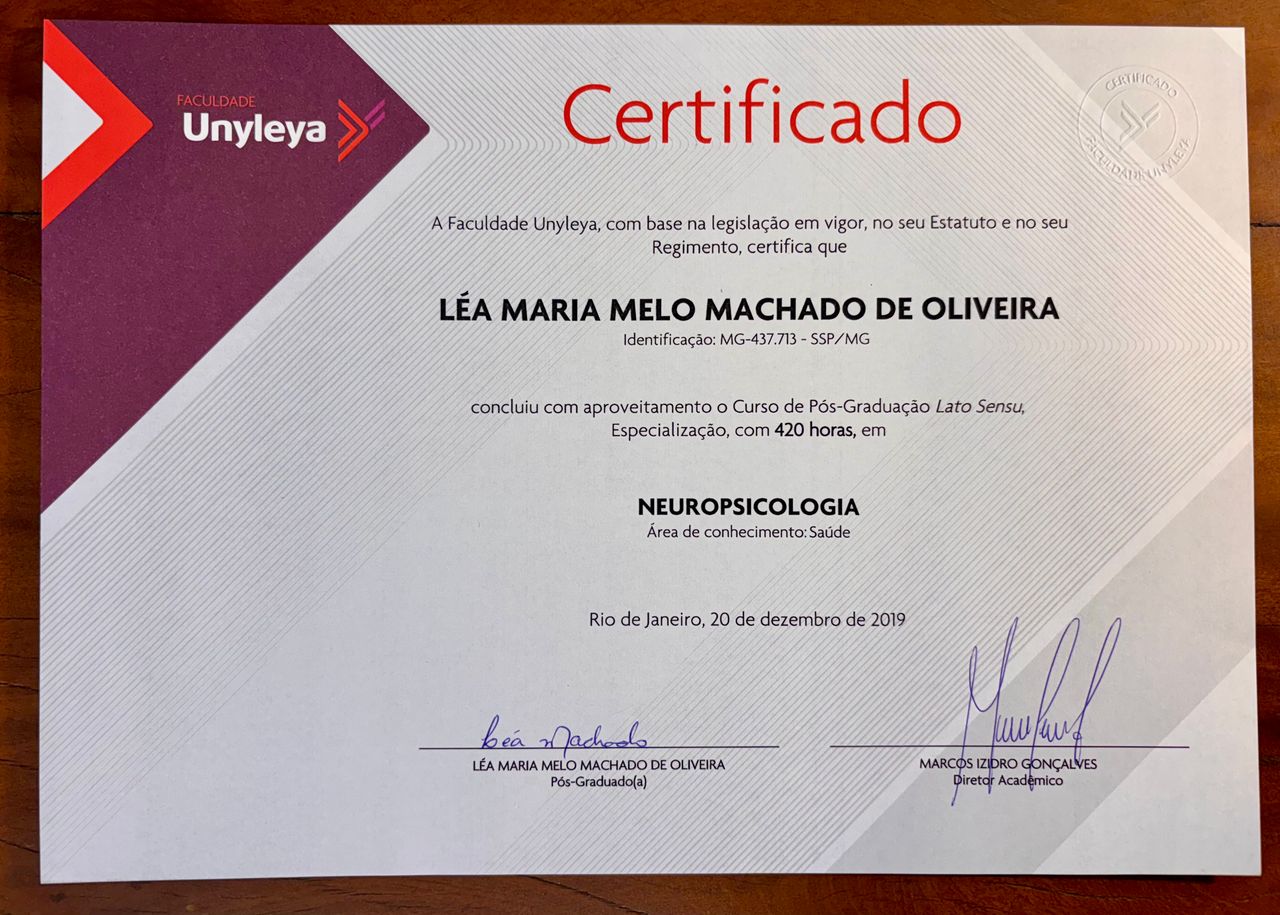 FACULDADE
Unyleya
Certificado
CERTIFICADO
FACULDADE UNYLEYA
A Faculdade Unyleya, com base na legislação em vigor, no seu Estatuto e no seu
Regimento, certifica que
LÉA MARIA MELO MACHADO DE OLIVEIRA
Identificação: MG-437.713 - SSP/MG
concluiu com aproveitamento o Curso de Pós-Graduação Lato Sensu,
Especialização, com 420 horas, em
NEUROPSICOLOGIA
Área de conhecimento: Saúde
Rio de Janeiro, 20 de dezembro de 2019
Léa Machado
LÉA MARIA MELO MACHADO DE OLIVEIRA
Pós-Graduado(a)
MARCOS IZIDRO GONÇALVES
Diretor Acadêmico